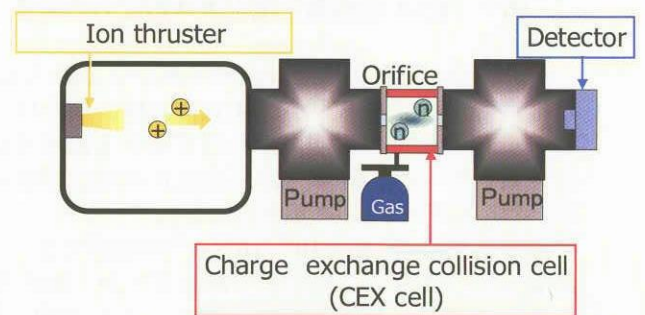 Ion thruster
Detector
Orifice
+
+
n
n
Pump
Gas
Pump
Charge exchange collision cell
(CEX cell)